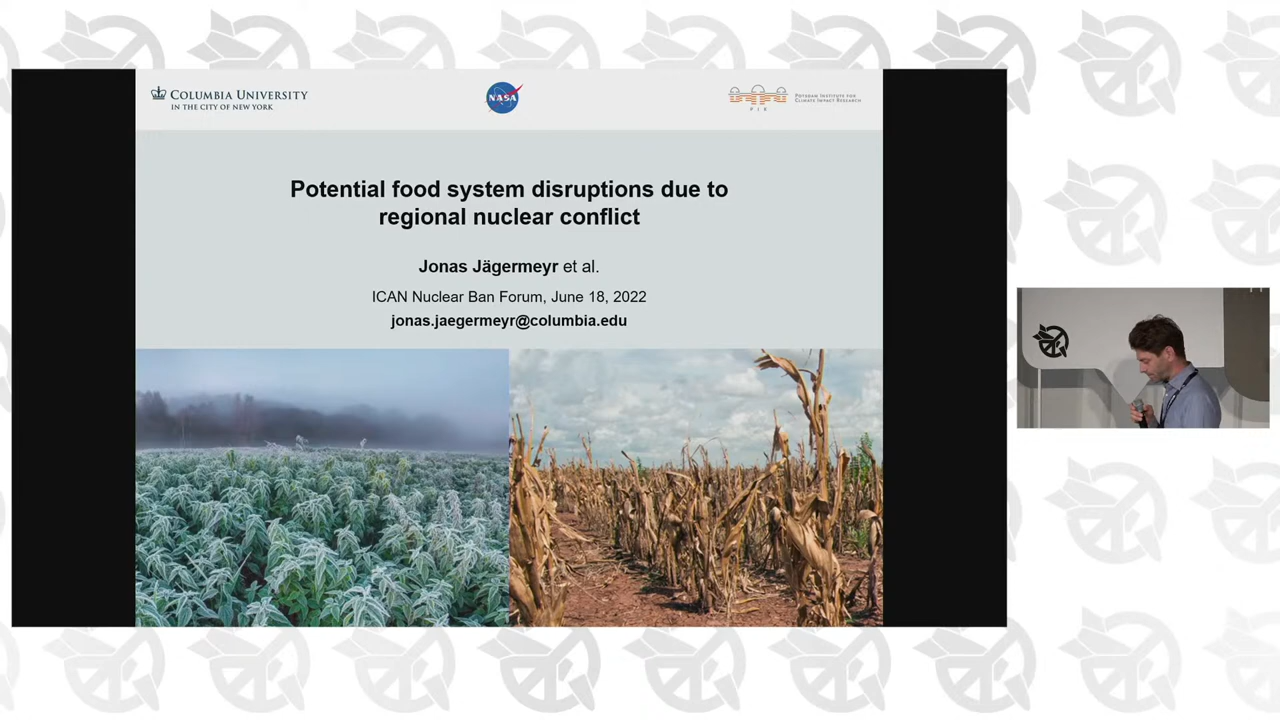 COLUMBIA UNIVERSITY
IN THE CITY OF NEW YORK
NASA
POTSDAM INSTITUTE FOR
CLIMATE IMPACT RESEARCH
P I K
Potential food system disruptions due to
regional nuclear conflict
Jonas Jägermeyr et al.
ICAN Nuclear Ban Forum, June 18, 2022
jonas.jaegermeyr@columbia.edu